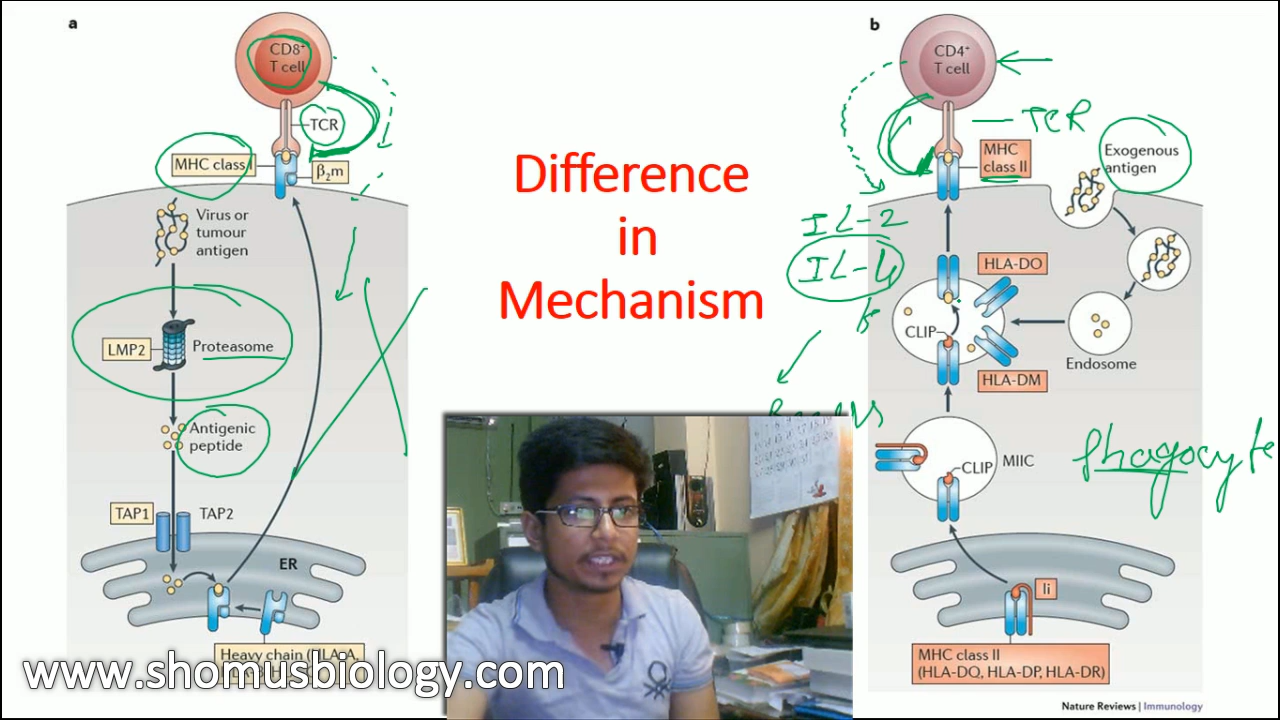 a
CD8⁺
T cell
TCR
MHC class I
β₂m
Virus or
tumour
antigen
LMP2
Proteasome
Antigenic
peptide
TAP1
TAP2
ER
Heavy chain (HLA-A,
www.shomusbiology.com
Difference
in
Mechanism
b
CD4⁺
T cell
TCR
MHC
class II
Exogenous
antigen
IL-2
IL-4
HLA-DO
CLIP
HLA-DM
Endosome
Phagocyte
CLIP
MIIC
Ii
MHC class II
(HLA-DQ, HLA-DP, HLA-DR)
Nature Reviews | Immunology